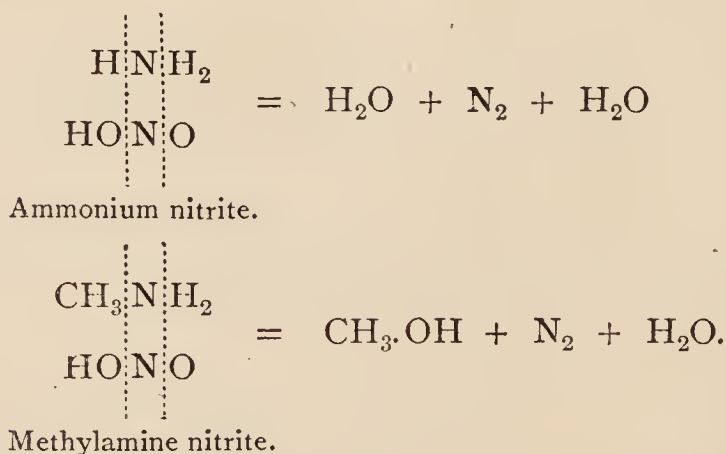 H N H₂
= H₂O + N₂ + H₂O
HO N O
Ammonium nitrite.
CH₃ N H₂
= CH₃.OH + N₂ + H₂O.
HO N O
Methylamine nitrite.